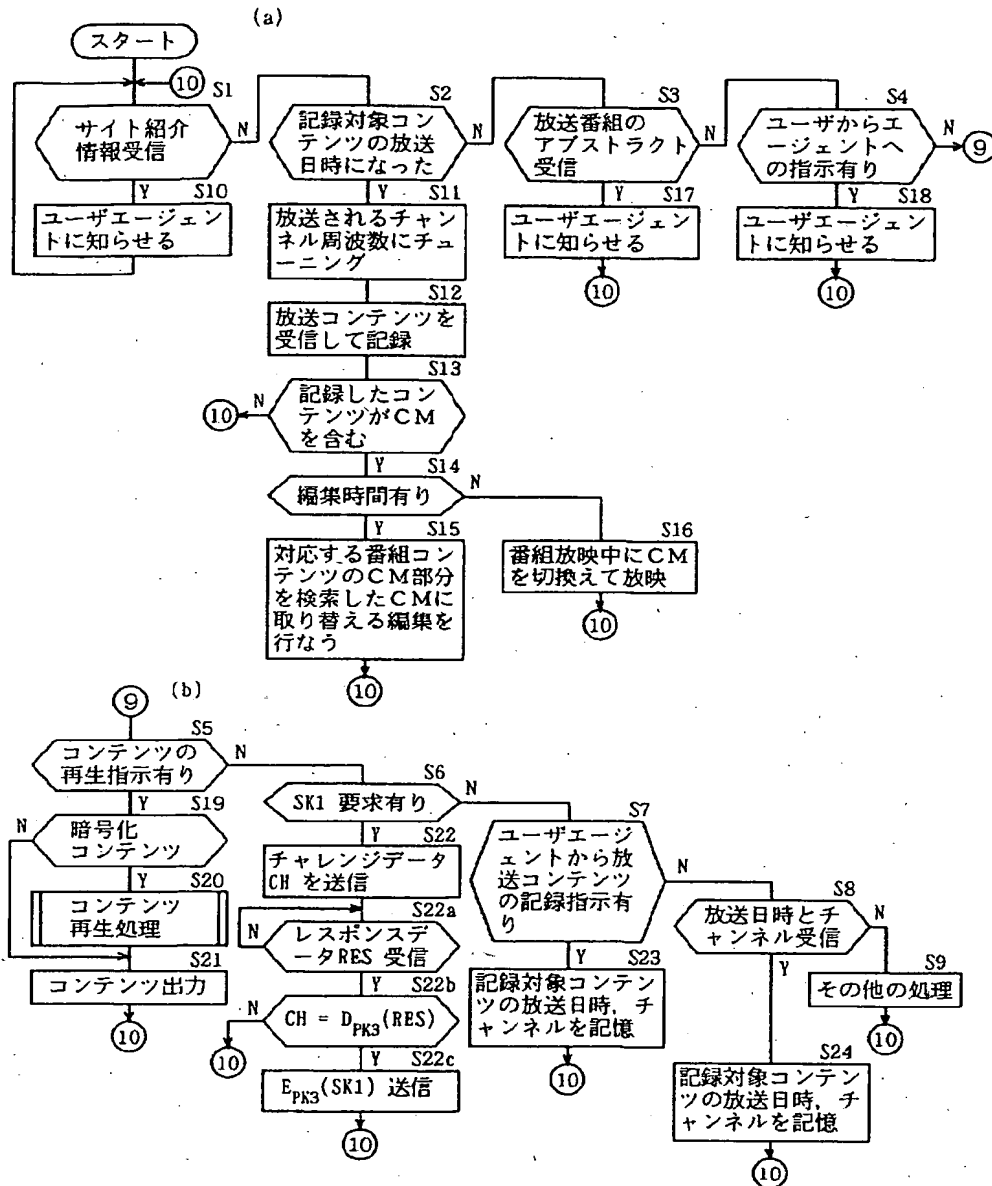 (a)
スタート
⑩
S1
サイト紹介
情報受信
N
Y
S10
ユーザエージェン
トに知らせる
S2
記録対象コン
テンツの放送
日時になった
N
Y
S11
放送されるチャン
ネル周波数にチュ
ーニング
S12
放送コンテンツを
受信して記録
S13
記録したコン
テンツがCM
を含む
N
⑩
Y
S14
編集時間有り
N
Y
S15
対応する番組コン
テンツのCM部分
を検索したCMに
取り替える編集を
行なう
⑩
S16
番組放映中にCM
を切換えて放映
⑩
S3
放送番組の
アブストラクト
受信
N
Y
S17
ユーザエージェン
トに知らせる
⑩
S4
ユーザからエ
ージェントへ
の指示有り
N
⑨
Y
S18
ユーザエージェン
トに知らせる
⑩
(b)
⑨
S5
コンテンツの
再生指示有り
N
Y
S19
暗号化
コンテンツ
N
Y
S20
コンテンツ
再生処理
S21
コンテンツ出力
⑩
S6
SK1 要求有り
N
Y
S22
チャレンジデータ
CH を送信
S22a
レスポンスデ
ータRES 受信
N
Y
S22b
CH = D_PK3(RES)
N
⑩
Y
S22c
E_PK3(SK1) 送信
⑩
S7
ユーザエージ
ェントから放
送コンテンツ
の記録指示有
り
N
Y
S23
記録対象コンテン
ツの放送日時，チ
ャンネルを記憶
⑩
S8
放送日時とチ
ャンネル受信
N
Y
S9
その他の処理
⑩
S24
記録対象コンテン
ツの放送日時，チ
ャンネルを記憶
⑩